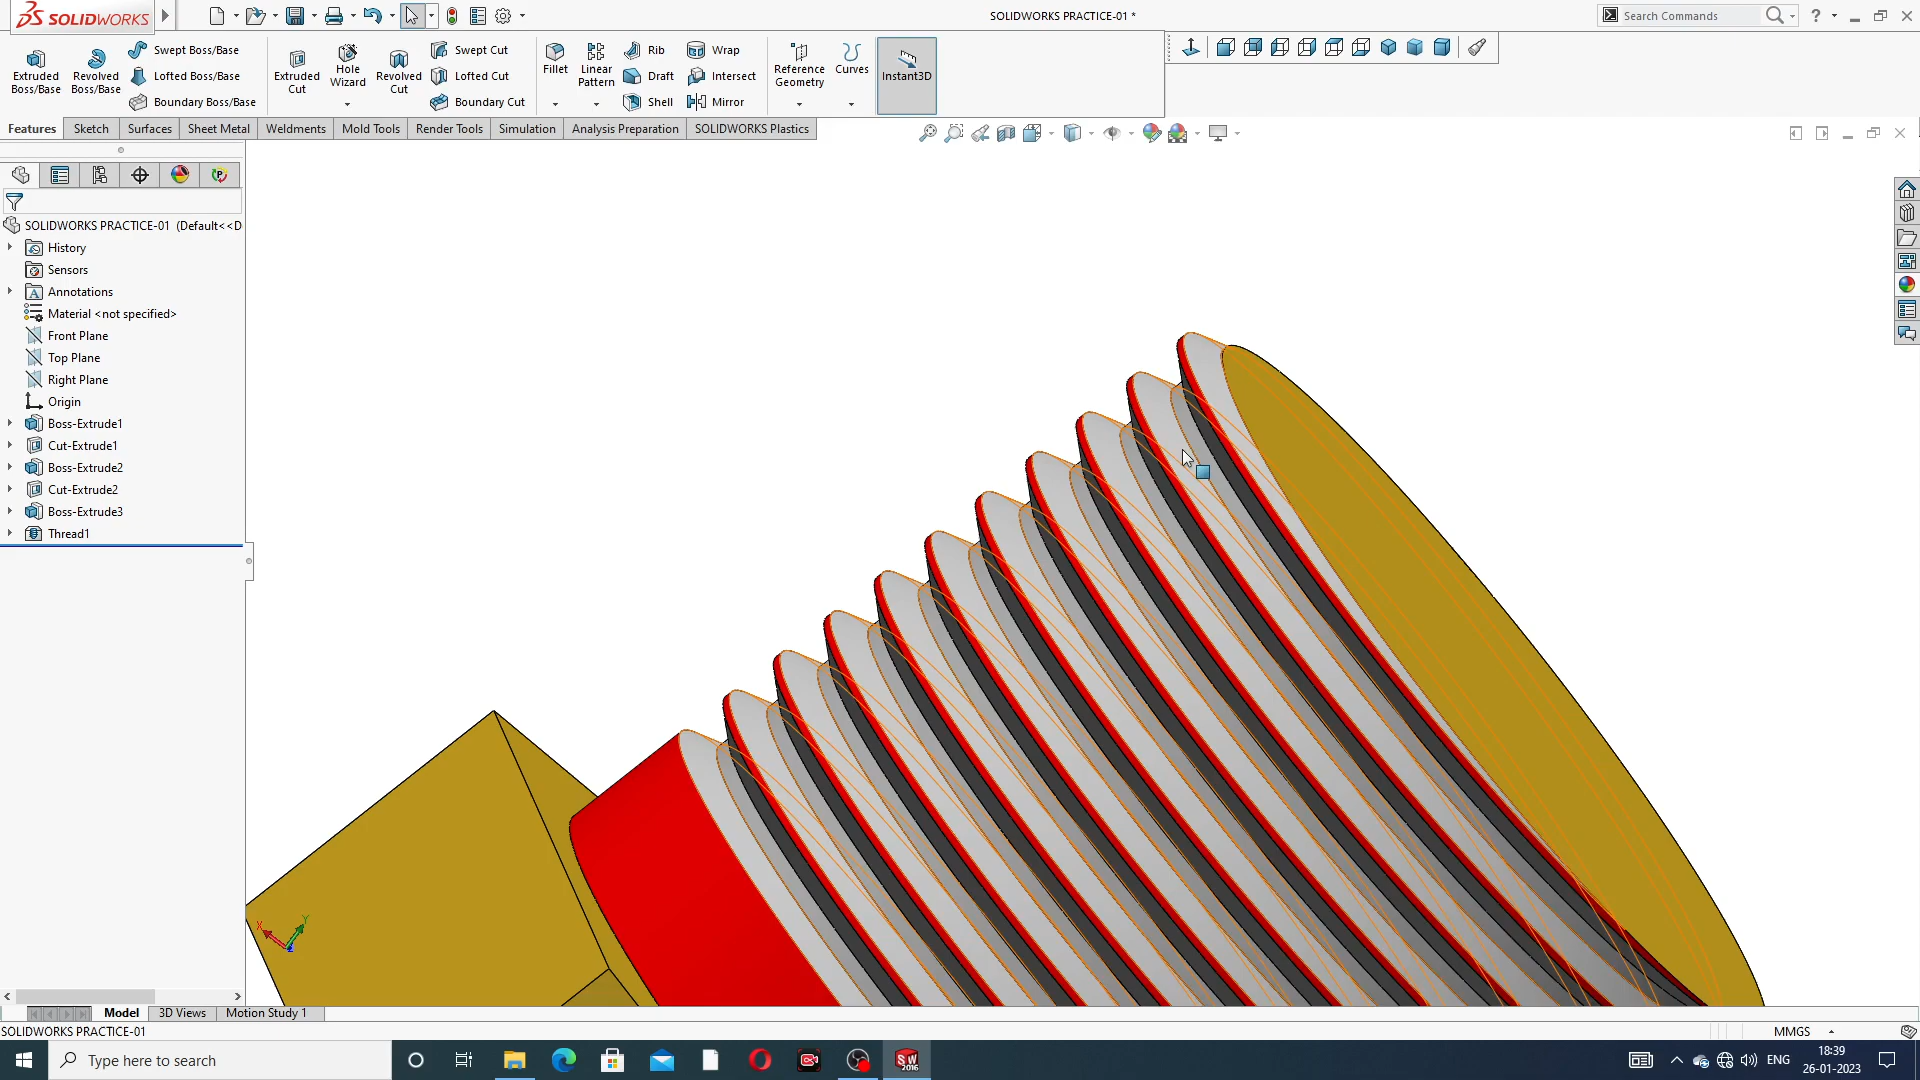 SOLIDWORKS
SOLIDWORKS PRACTICE-01 *
Search Commands
?
Extruded Boss/Base
Revolved Boss/Base
Swept Boss/Base
Lofted Boss/Base
Boundary Boss/Base
Extruded Cut
Hole Wizard
Revolved Cut
Swept Cut
Lofted Cut
Boundary Cut
Fillet
Linear Pattern
Rib
Draft
Shell
Wrap
Intersect
Mirror
Reference Geometry
Curves
Instant3D
Features
Sketch
Surfaces
Sheet Metal
Weldments
Mold Tools
Render Tools
Simulation
Analysis Preparation
SOLIDWORKS Plastics
SOLIDWORKS PRACTICE-01 (Default<<D
History
Sensors
Annotations
Material <not specified>
Front Plane
Top Plane
Right Plane
Origin
Boss-Extrude1
Cut-Extrude1
Boss-Extrude2
Cut-Extrude2
Boss-Extrude3
Thread1
X
Y
Z
Model
3D Views
Motion Study 1
SOLIDWORKS PRACTICE-01
MMGS
Type here to search
SW
2016
ENG
18:39
26-01-2023